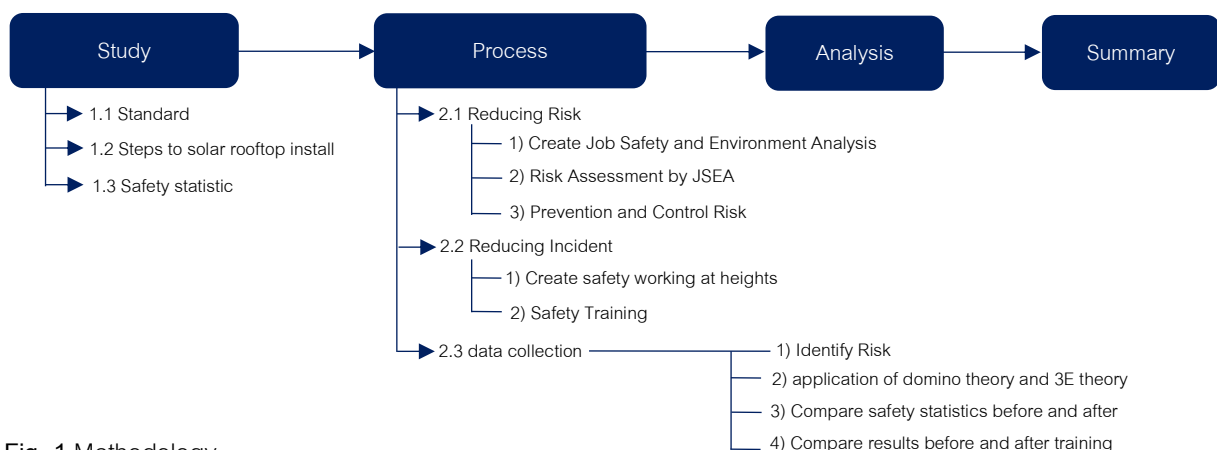 Study
Process
Analysis
Summary
1.1 Standard
1.2 Steps to solar rooftop install
1.3 Safety statistic
2.1 Reducing Risk
1) Create Job Safety and Environment Analysis
2) Risk Assessment by JSEA
3) Prevention and Control Risk
2.2 Reducing Incident
1) Create safety working at heights
2) Safety Training
2.3 data collection
1) Identify Risk
2) application of domino theory and 3E theory
3) Compare safety statistics before and after
4) Compare results before and after training
Fig. 1 Methodology